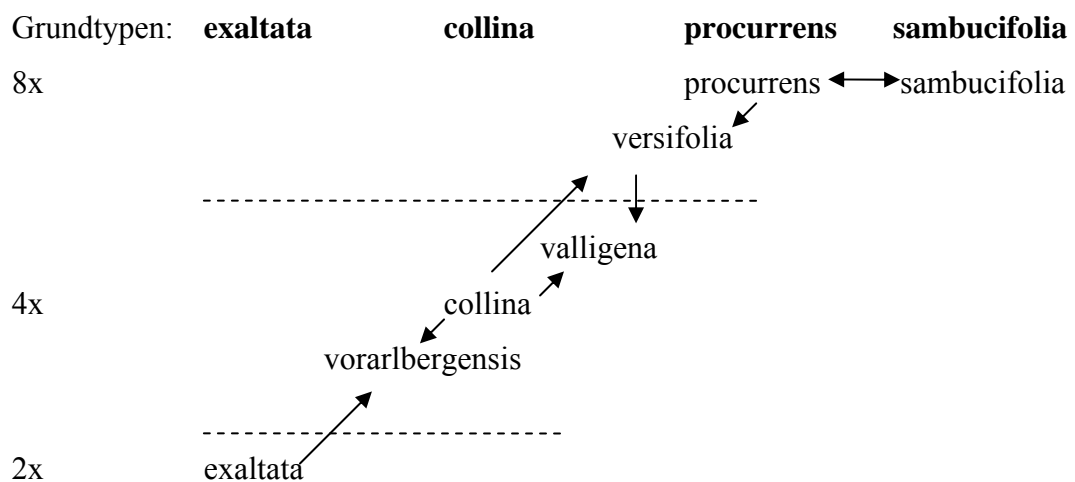 Grundtypen: exaltata collina procurrens sambucifolia
8x procurrens sambucifolia
versifolia
valligena
4x collina
vorarlbergensis
2x exaltata